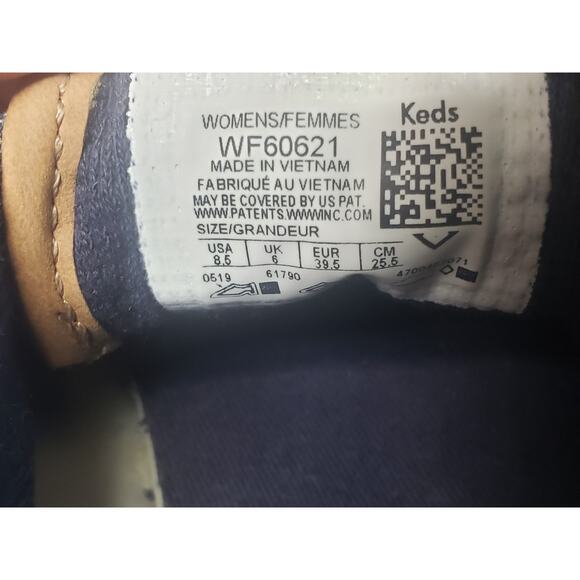 WOMENS/FEMMES
Keds
WF60621
MADE IN VIETNAM
FABRIQUÉ AU VIETNAM
MAY BE COVERED BY US PAT.
WWW.PATENTS.WWWINC.COM
SIZE/GRANDEUR
USA UK EUR CM
8.5 6 39.5 25.5
0519 61790